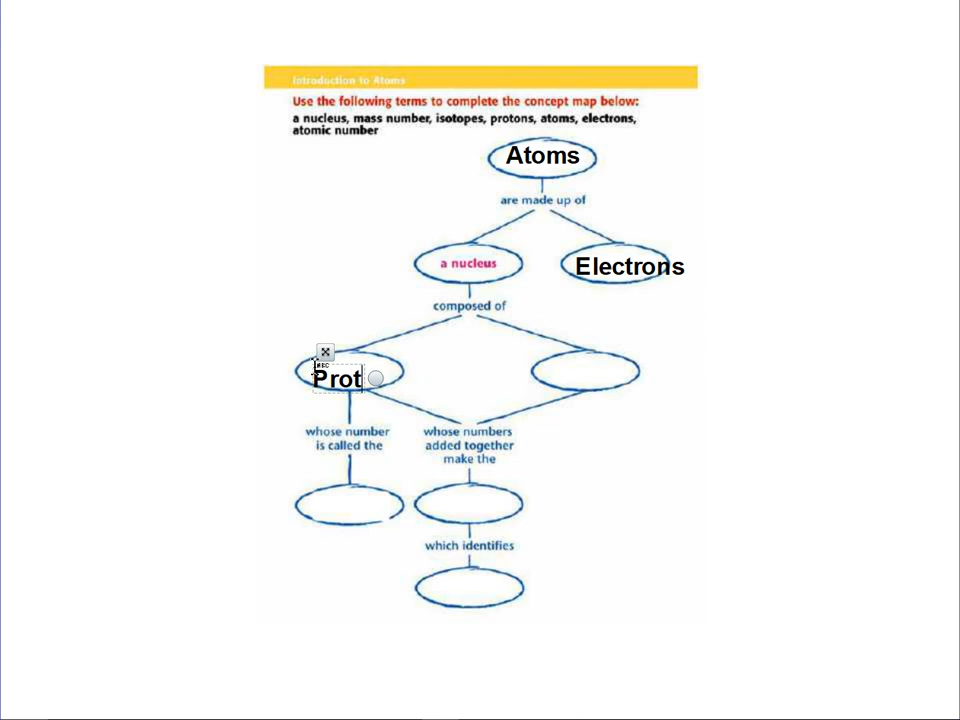 Introduction to Atoms
Use the following terms to complete the concept map below:
a nucleus, mass number, isotopes, protons, atoms, electrons,
atomic number
Atoms
are made up of
a nucleus
Electrons
composed of
ABC
Prot
whose number
is called the
whose numbers
added together
make the
which identifies